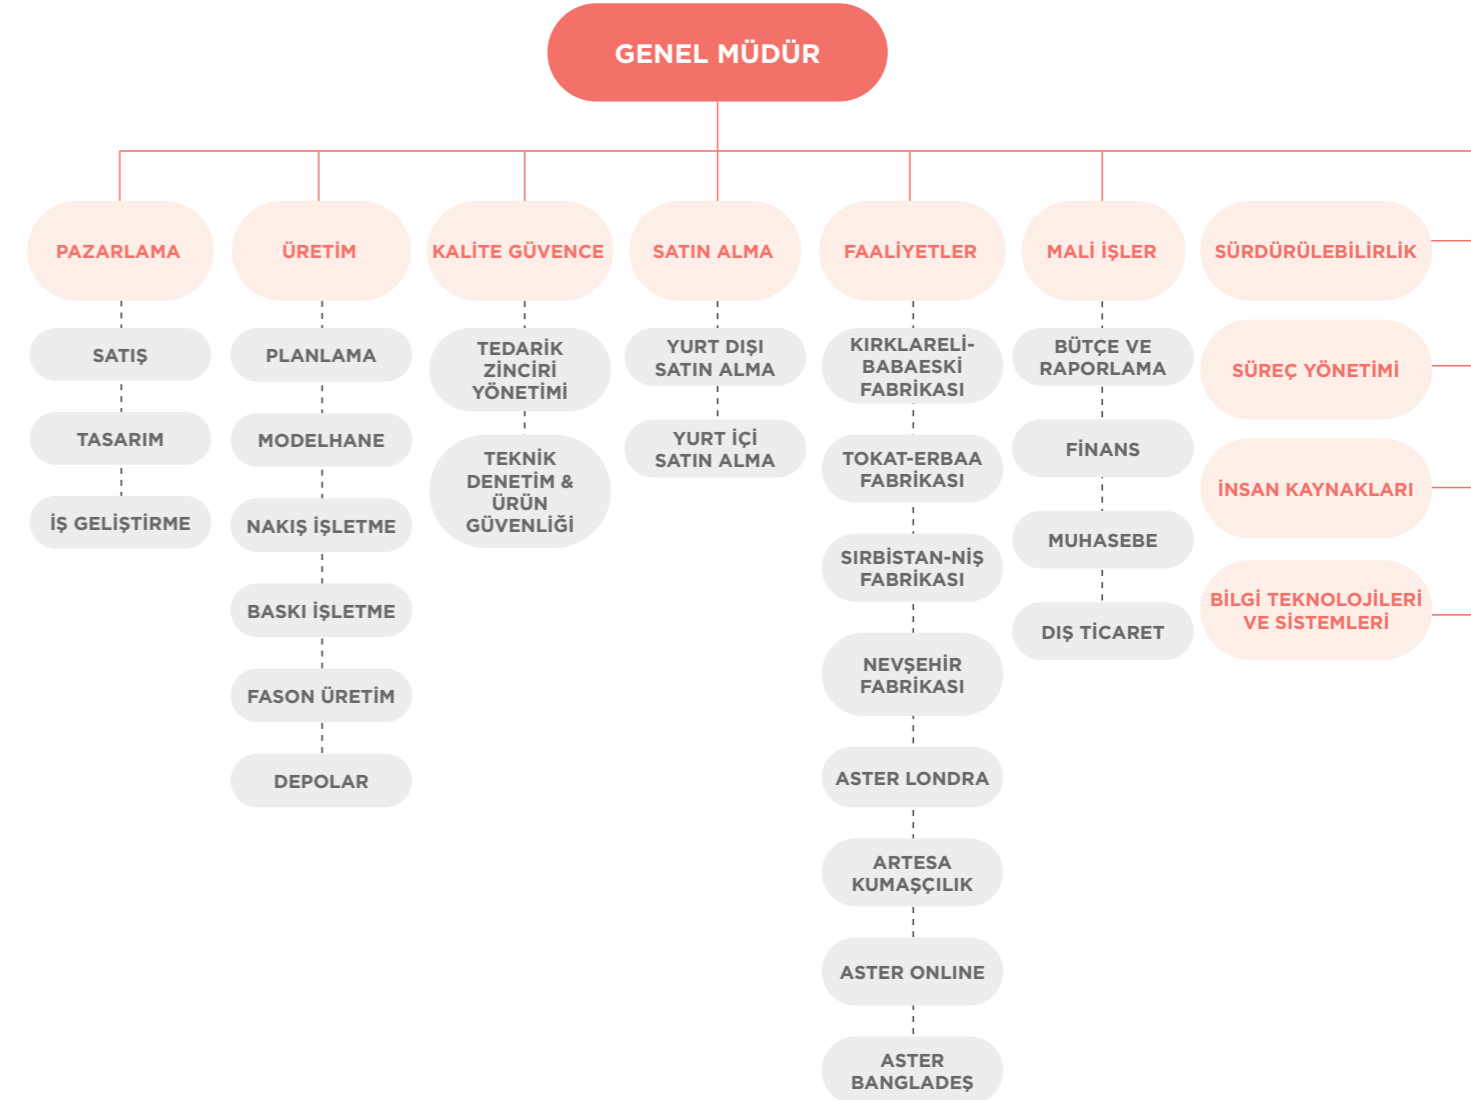 GENEL MÜDÜR
PAZARLAMA
SATIŞ
TASARIM
İŞ GELİŞTİRME
ÜRETİM
PLANLAMA
MODELHANE
NAKIŞ İŞLETME
BASKI İŞLETME
FASON ÜRETİM
DEPOLAR
KALİTE GÜVENCE
TEDARİK
ZİNCİRİ
YÖNETİMİ
TEKNİK
DENETİM &
ÜRÜN
GÜVENLİĞİ
SATIN ALMA
YURT DIŞI
SATIN ALMA
YURT İÇİ
SATIN ALMA
FAALİYETLER
KIRKLARELİ-
BABAESKİ
FABRİKASI
TOKAT-ERBAA
FABRİKASI
SIRBİSTAN-NİŞ
FABRİKASI
NEVŞEHİR
FABRİKASI
ASTER LONDRA
ARTESA
KUMAŞÇILIK
ASTER ONLINE
ASTER
BANGLADEŞ
MALİ İŞLER
BÜTÇE VE
RAPORLAMA
FİNANS
MUHASEBE
DIŞ TİCARET
SÜRDÜRÜLEBİLİRLİK
SÜREÇ YÖNETİMİ
İNSAN KAYNAKLARI
BİLGİ TEKNOLOJİLERİ
VE SİSTEMLERİ